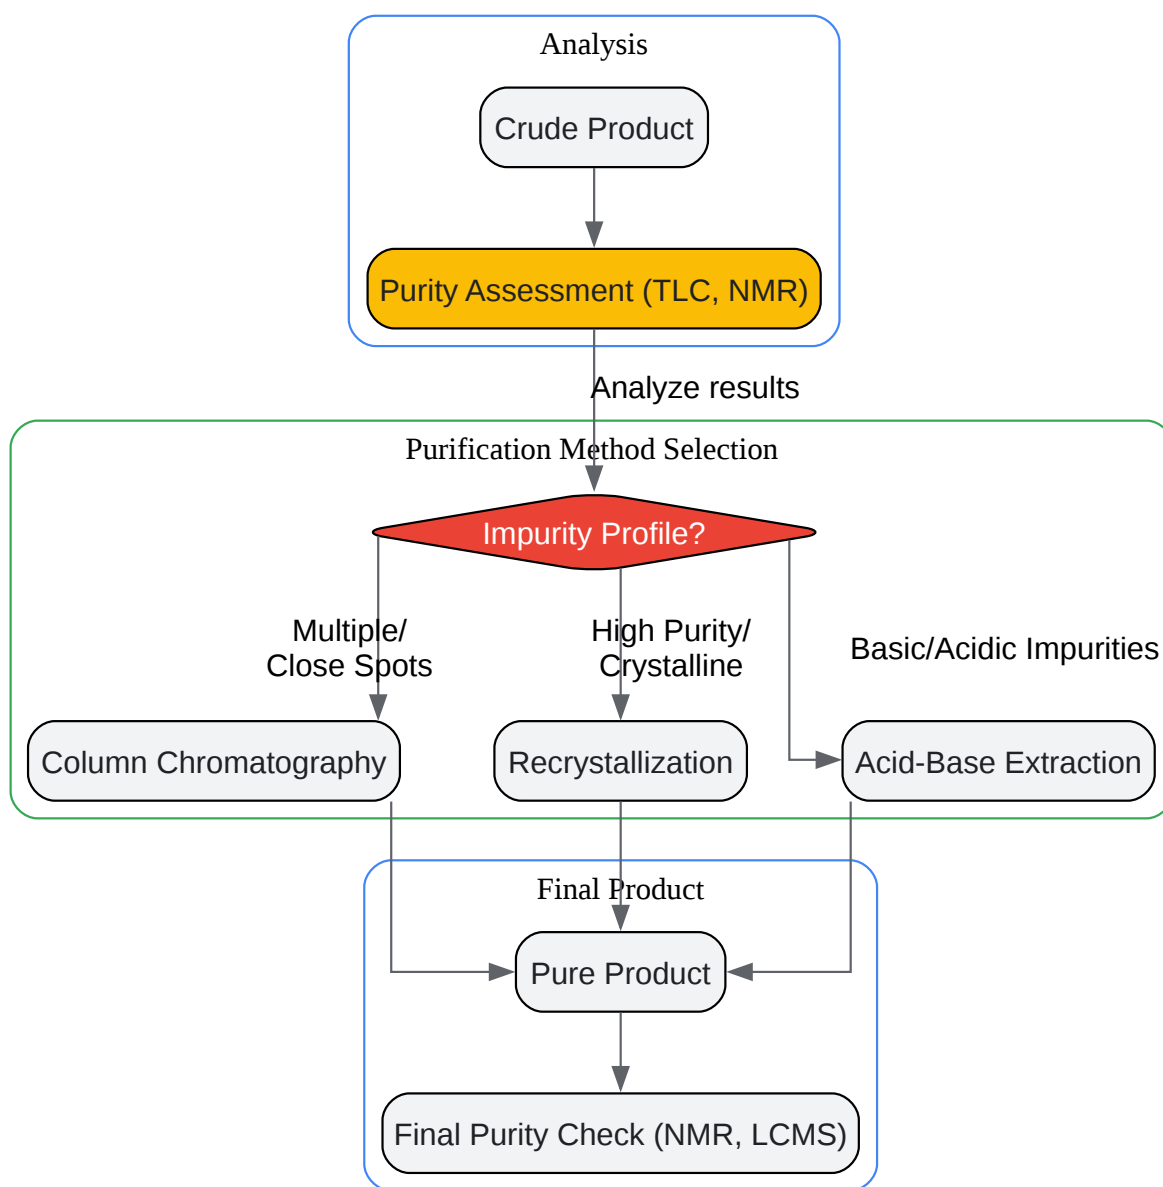 Analysis
Crude Product
Purity Assessment (TLC, NMR)
Analyze results
Purification Method Selection
Impurity Profile?
Multiple/
Close Spots
High Purity/
Crystalline
Basic/Acidic Impurities
Column Chromatography
Recrystallization
Acid-Base Extraction
Final Product
Pure Product
Final Purity Check (NMR, LCMS)